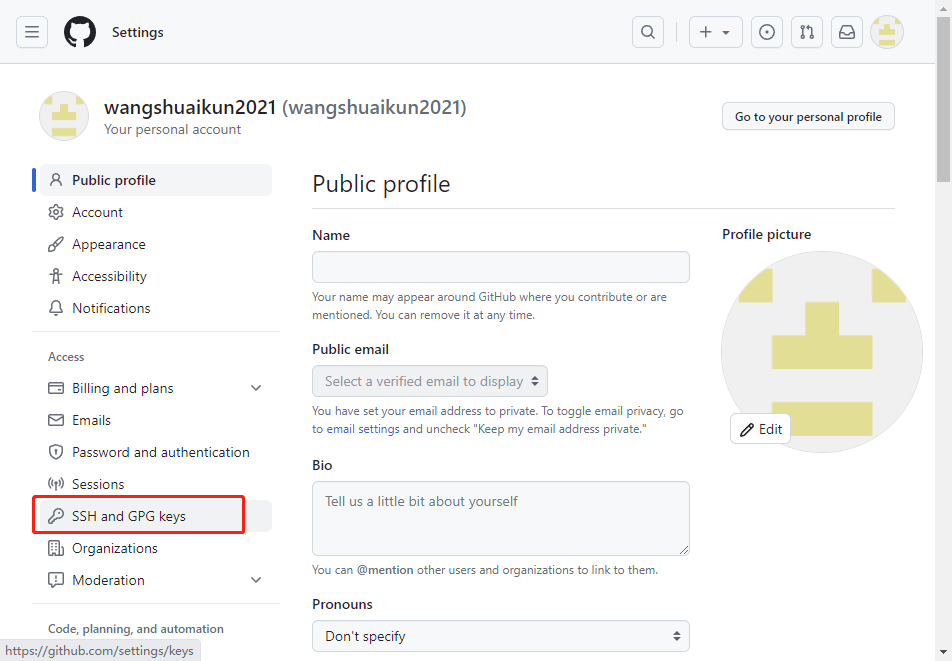 Settings
wangshuaikun2021 (wangshuaikun2021)
Your personal account
Go to your personal profile
Public profile
Account
Appearance
Accessibility
Notifications
Access
Billing and plans
Emails
Password and authentication
Sessions
SSH and GPG keys
Organizations
Moderation
Code, planning, and automation
https://github.com/settings/keys
Public profile
Name
Your name may appear around GitHub where you contribute or are
mentioned. You can remove it at any time.
Public email
Select a verified email to display
You have set your email address to private. To toggle email privacy, go
to email settings and uncheck "Keep my email address private."
Bio
Tell us a little bit about yourself
You can @mention other users and organizations to link to them.
Pronouns
Don't specify
Profile picture
Edit